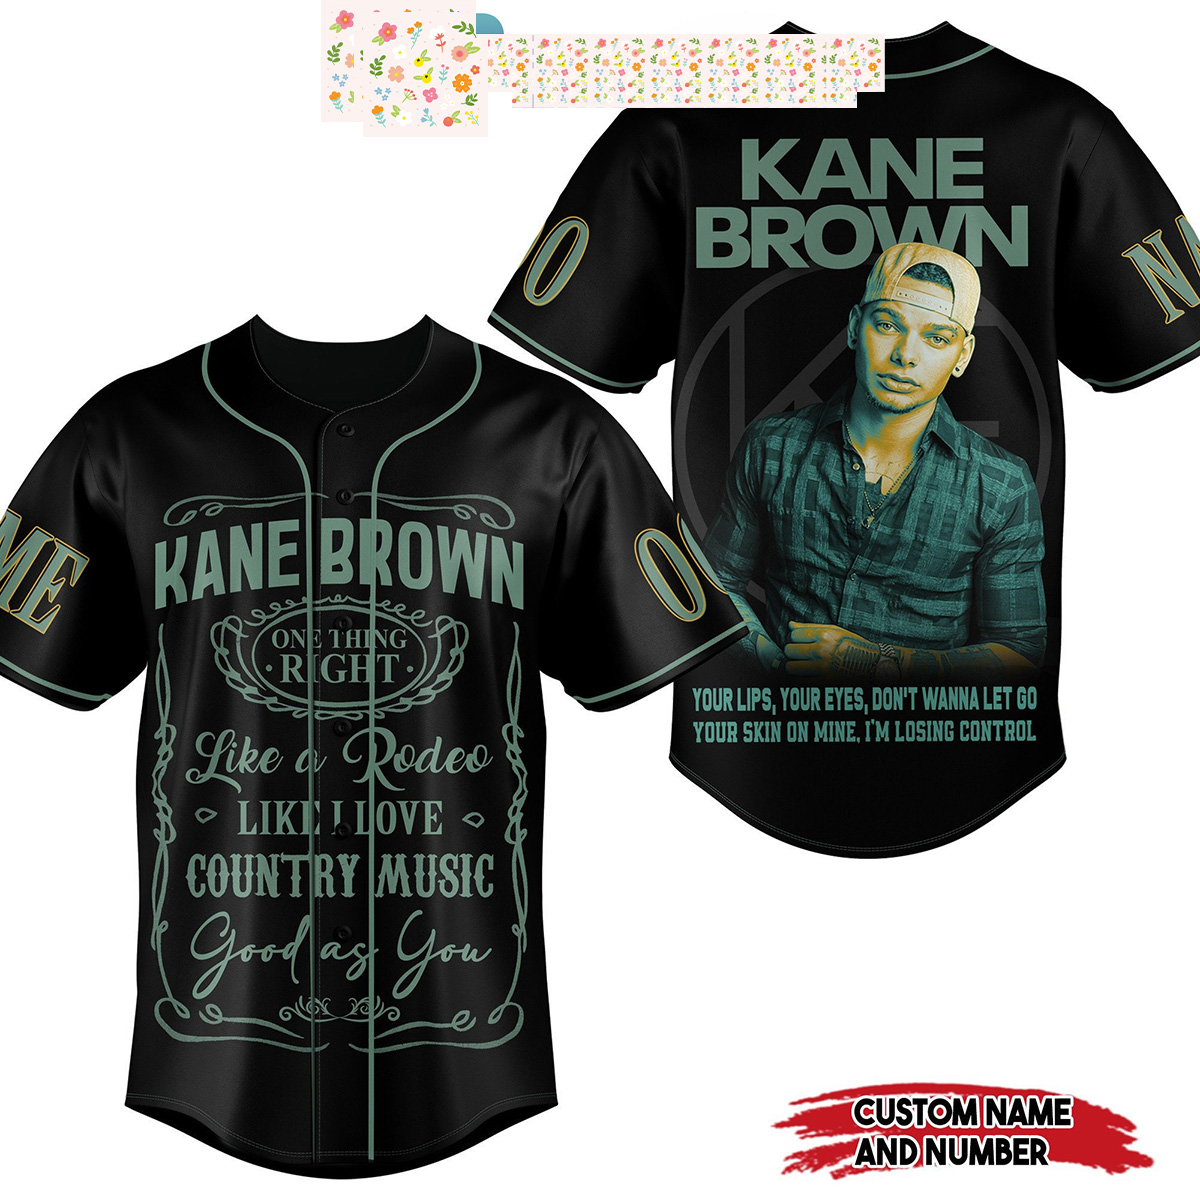 KANE
BROWN
YOUR LIPS, YOUR EYES, DON'T WANNA LET GO
YOUR SKIN ON MINE, I'M LOSING CONTROL
KANE BROWN
ONE THING
RIGHT
Like a Rodeo
LIKE I LOVE
COUNTRY MUSIC
Good as You
CUSTOM NAME
AND NUMBER